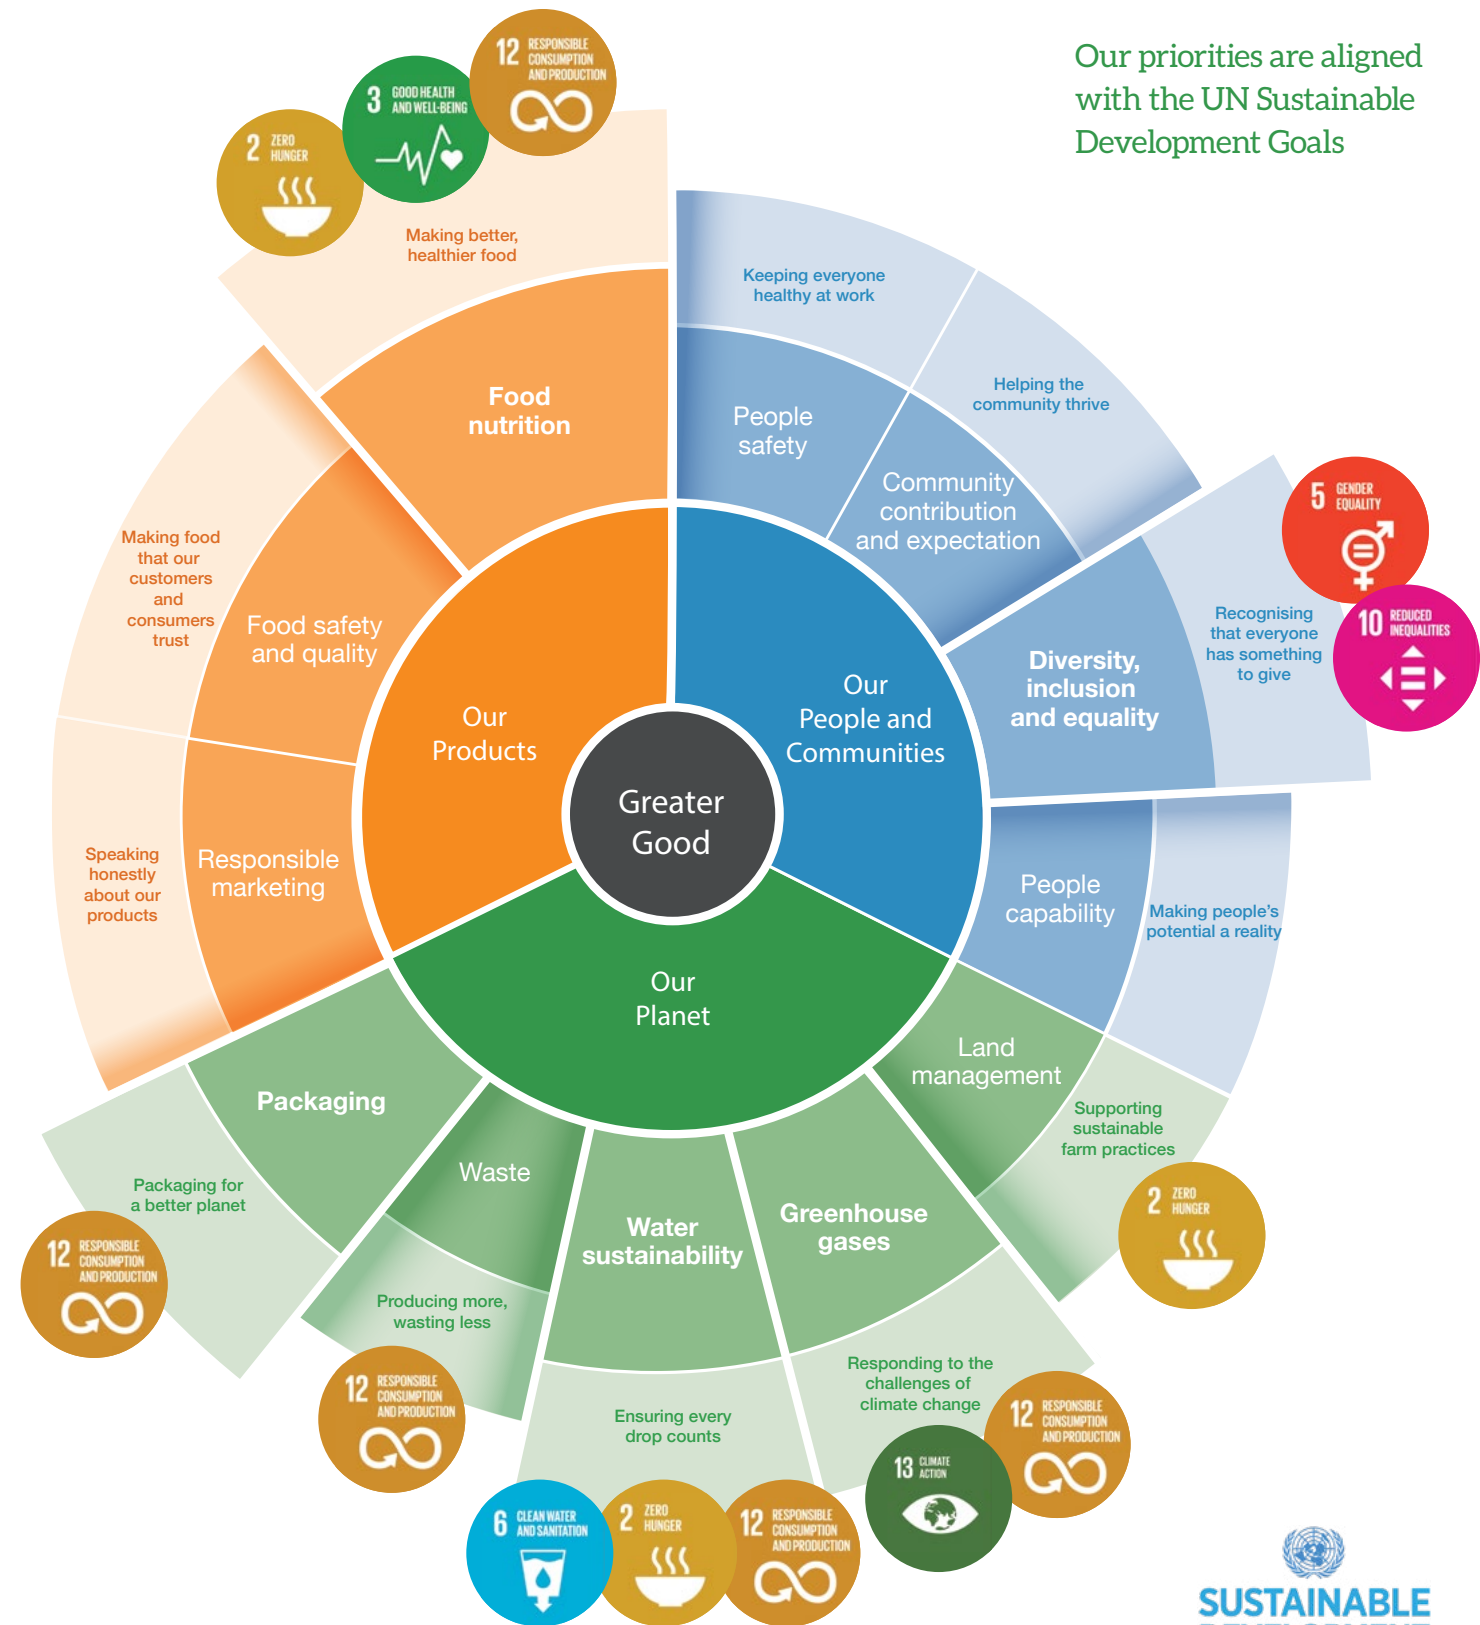 Our priorities are aligned
with the UN Sustainable
Development Goals
12 RESPONSIBLE
CONSUMPTION
AND PRODUCTION
3 GOOD HEALTH
AND WELL-BEING
2 ZERO
HUNGER
Making better,
healthier food
Food
nutrition
Keeping everyone
healthy at work
People
safety
Helping the
community thrive
Community
contribution
and expectation
5 GENDER
EQUALITY
10 REDUCED
INEQUALITIES
Recognising
that everyone
has something
to give
Diversity,
inclusion
and equality
Making food
that our
customers
and
consumers
trust
Food safety
and quality
Our
Products
Our
People and
Communities
Greater
Good
Speaking
honestly
about our
products
Responsible
marketing
People
capability
Making people's
potential a reality
Our
Planet
Land
management
Supporting
sustainable
farm practices
2 ZERO
HUNGER
Packaging
Packaging for
a better planet
12 RESPONSIBLE
CONSUMPTION
AND PRODUCTION
Waste
Producing more,
wasting less
12 RESPONSIBLE
CONSUMPTION
AND PRODUCTION
Water
sustainability
Ensuring every
drop counts
6 CLEAN WATER
AND SANITATION
2 ZERO
HUNGER
12 RESPONSIBLE
CONSUMPTION
AND PRODUCTION
Greenhouse
gases
Responding to the
challenges of
climate change
13 CLIMATE
ACTION
12 RESPONSIBLE
CONSUMPTION
AND PRODUCTION
SUSTAINABLE
DEVELOPMENT